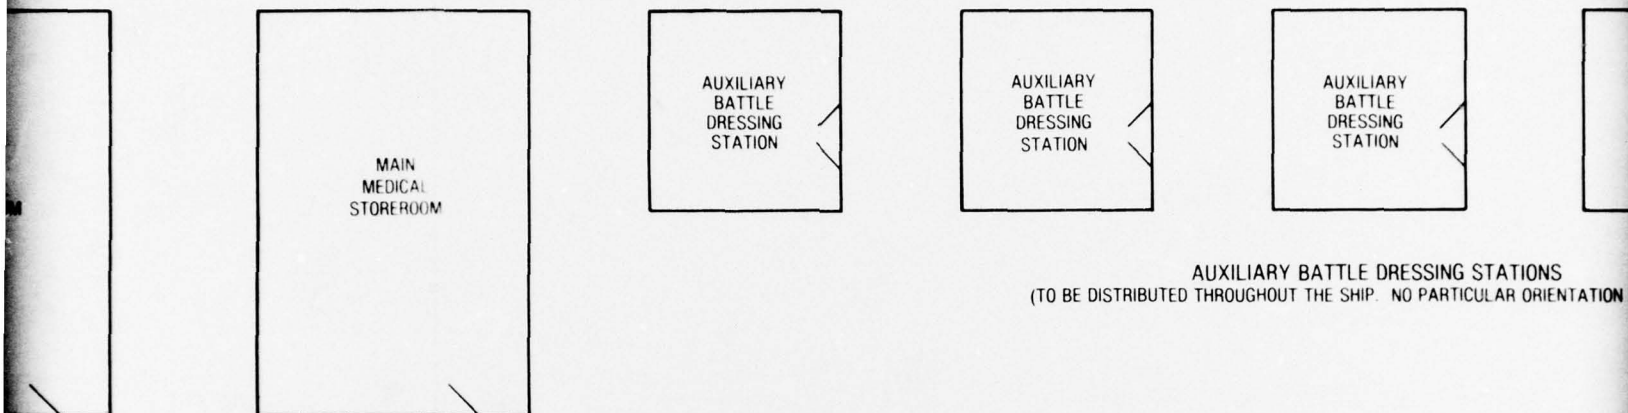 AUXILIARY
BATTLE
DRESSING
STATION
AUXILIARY
BATTLE
DRESSING
STATION
AUXILIARY
BATTLE
DRESSING
STATION
MAIN
MEDICAL
STOREROOM
M
AUXILIARY BATTLE DRESSING STATIONS
(TO BE DISTRIBUTED THROUGHOUT THE SHIP. NO PARTICULAR ORIENTATION